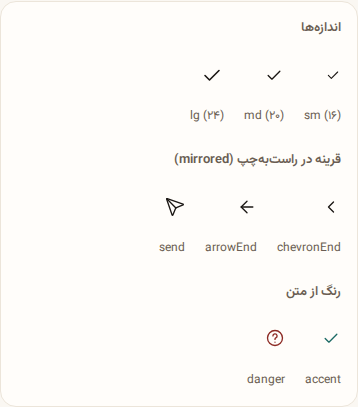 اندازه‌ها
sm (۱۶) md (۲۰) lg (۲۴)
قرینه در راست‌به‌چپ (mirrored)
chevronEnd arrowEnd send
رنگ از متن
accent danger